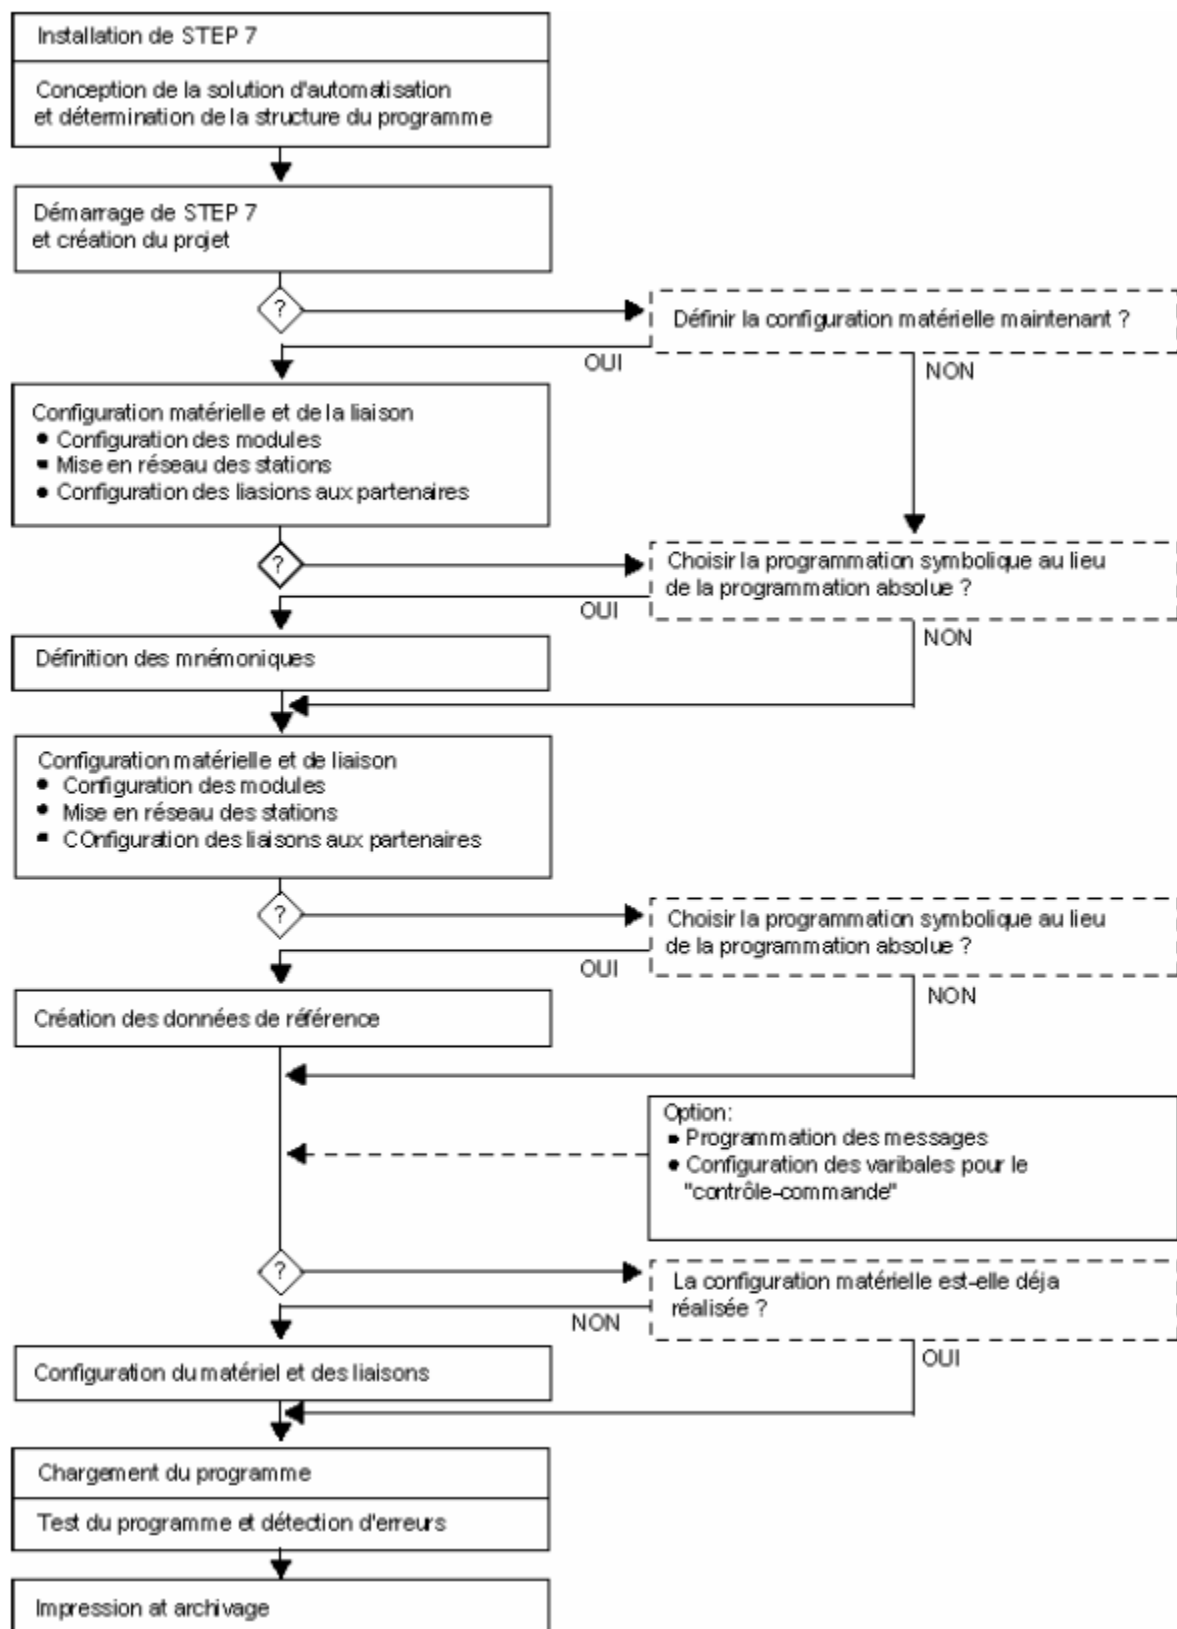 Installation de STEP 7
Conception de la solution d'automatisation
et détermination de la structure du programme
Démarrage de STEP 7
et création du projet
?
Définir la configuration matérielle maintenant ?
OUI
NON
Configuration matérielle et de la liaison
• Configuration des modules
▪ Mise en réseau des stations
• Configuration des liasions aux partenaires
?
Choisir la programmation symbolique au lieu
de la programmation absolue ?
OUI
NON
Définition des mnémoniques
Configuration matérielle et de liaison
• Configuration des modules
• Mise en réseau des stations
▪ COnfiguration des liaisons aux partenaires
?
Choisir la programmation symbolique au lieu
de la programmation absolue ?
OUI
NON
Création des données de référence
Option:
▪ Programmation des messages
• Configuration des varibales pour le
"contrôle-commande"
?
La configuration matérielle est-elle déja
réalisée ?
NON
OUI
Configuration du matériel et des liaisons
Chargement du programme
Test du programme et détection d'erreurs
Impression at archivage